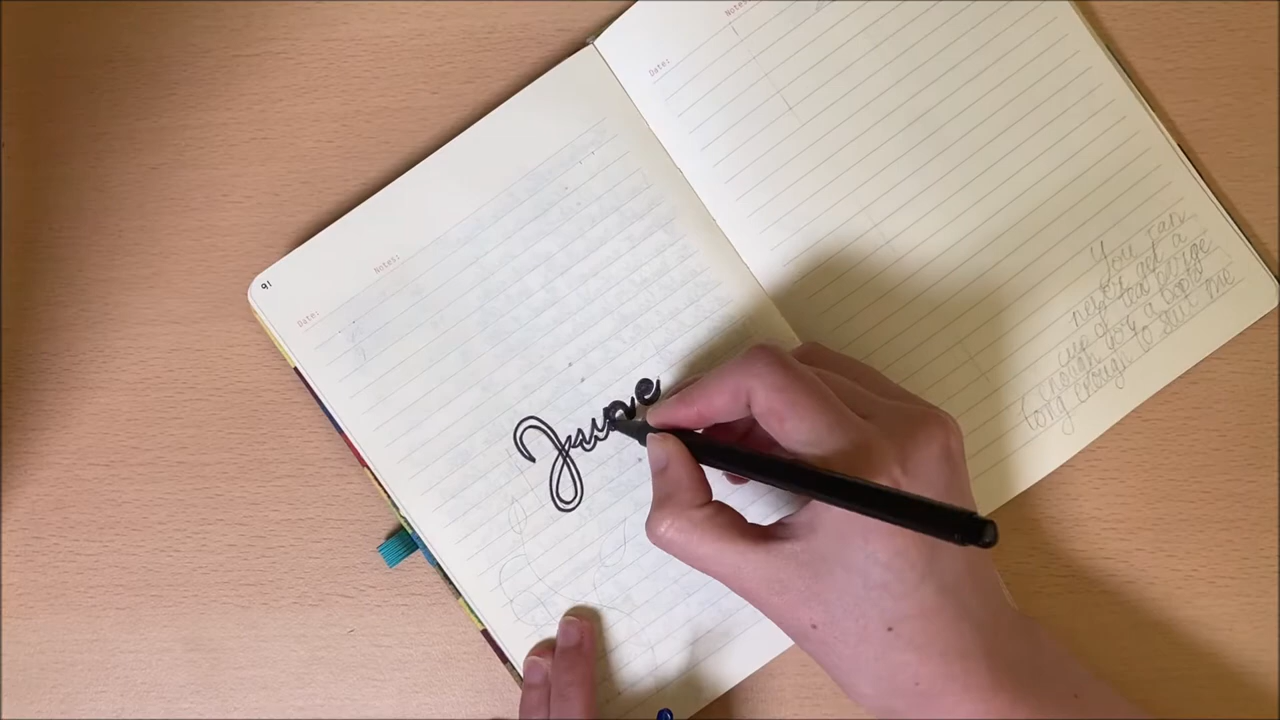 91
Notes:
Date:
June
Notes:
Date:
You can
never get a
cup of tea large
enough or a book
long enough to suit me